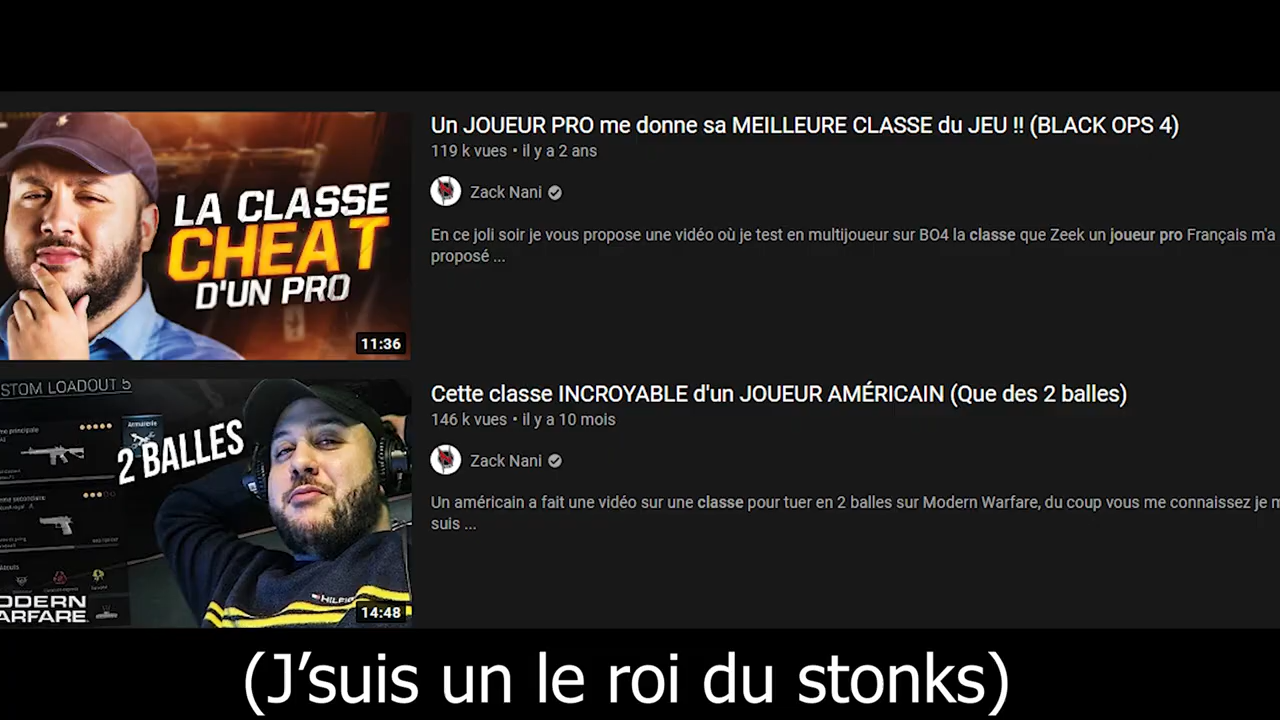 Un JOUEUR PRO me donne sa MEILLEURE CLASSE du JEU !! (BLACK OPS 4)
119 k vues • il y a 2 ans
Zack Nani
En ce joli soir je vous propose une vidéo où je test en multijoueur sur BO4 la classe que Zeek un joueur pro Français m'a
proposé ...
LA CLASSE
CHEAT
D'UN PRO
11:36
Cette classe INCROYABLE d'un JOUEUR AMÉRICAIN (Que des 2 balles)
146 k vues • il y a 10 mois
Zack Nani
Un américain a fait une vidéo sur une classe pour tuer en 2 balles sur Modern Warfare, du coup vous me connaissez je m
suis ...
STOM LOADOUT 5
Armurerie
2 BALLES
HILFIG
ODERN
ARFARE
14:48
(J’suis un le roi du stonks)